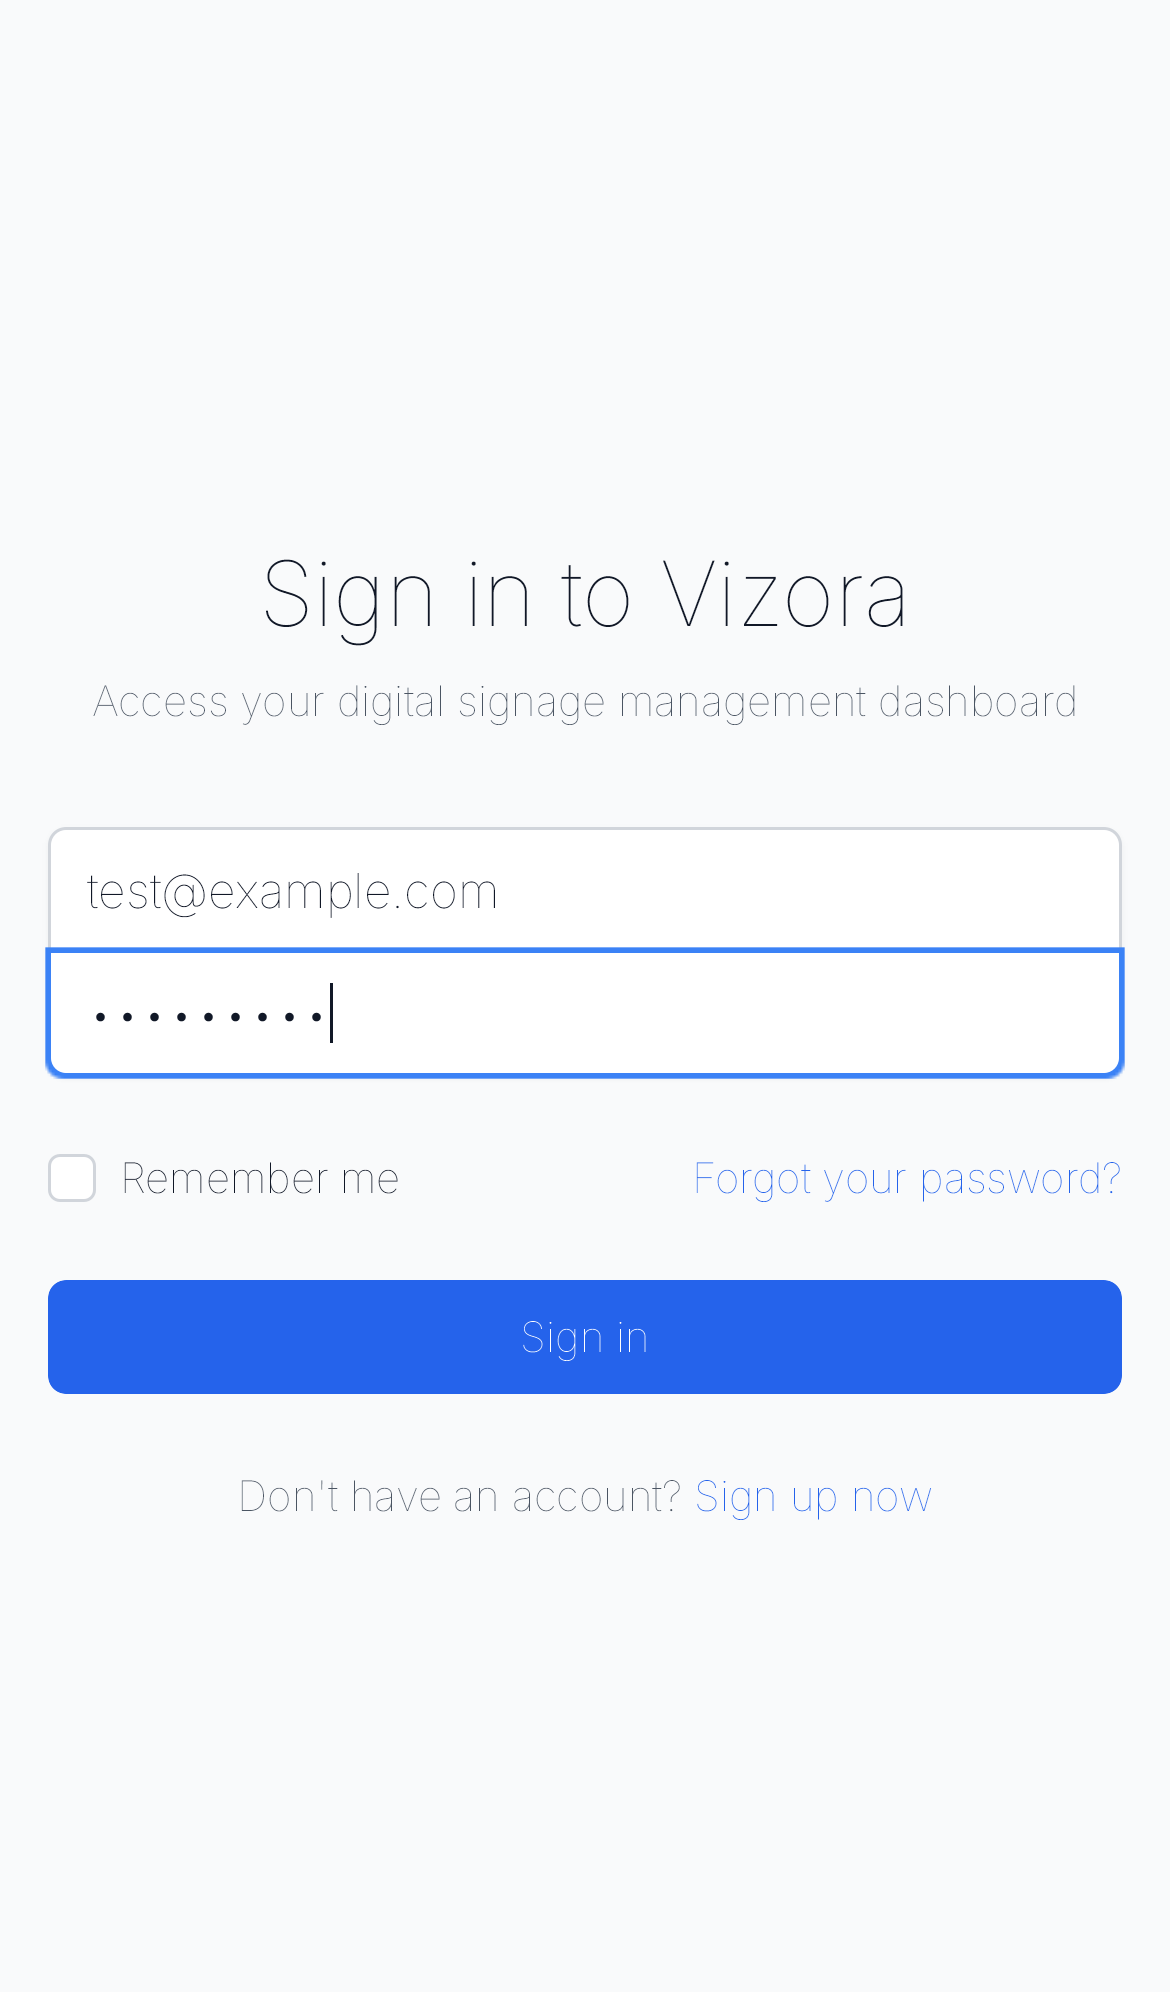 Sign in to Vizora
Access your digital signage management dashboard
test@example.com
•••••••••
Remember me
Forgot your password?
Sign in
Don't have an account? Sign up now